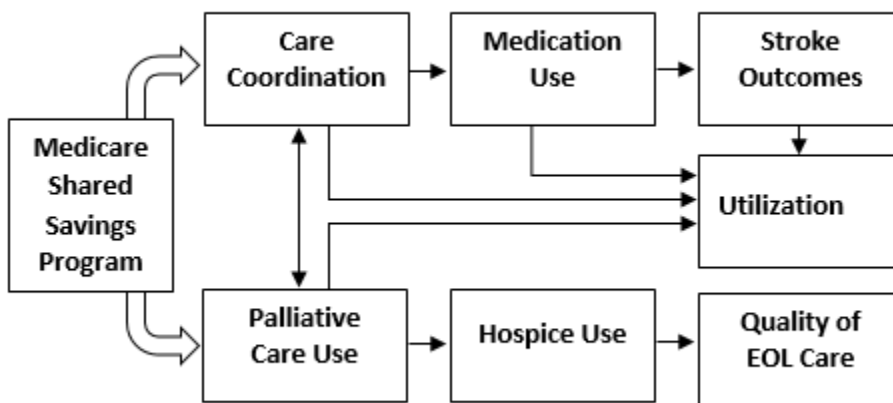 Care
Coordination
Medication
Use
Stroke
Outcomes
Medicare
Shared
Savings
Program
Utilization
Palliative
Care Use
Hospice Use
Quality of
EOL Care